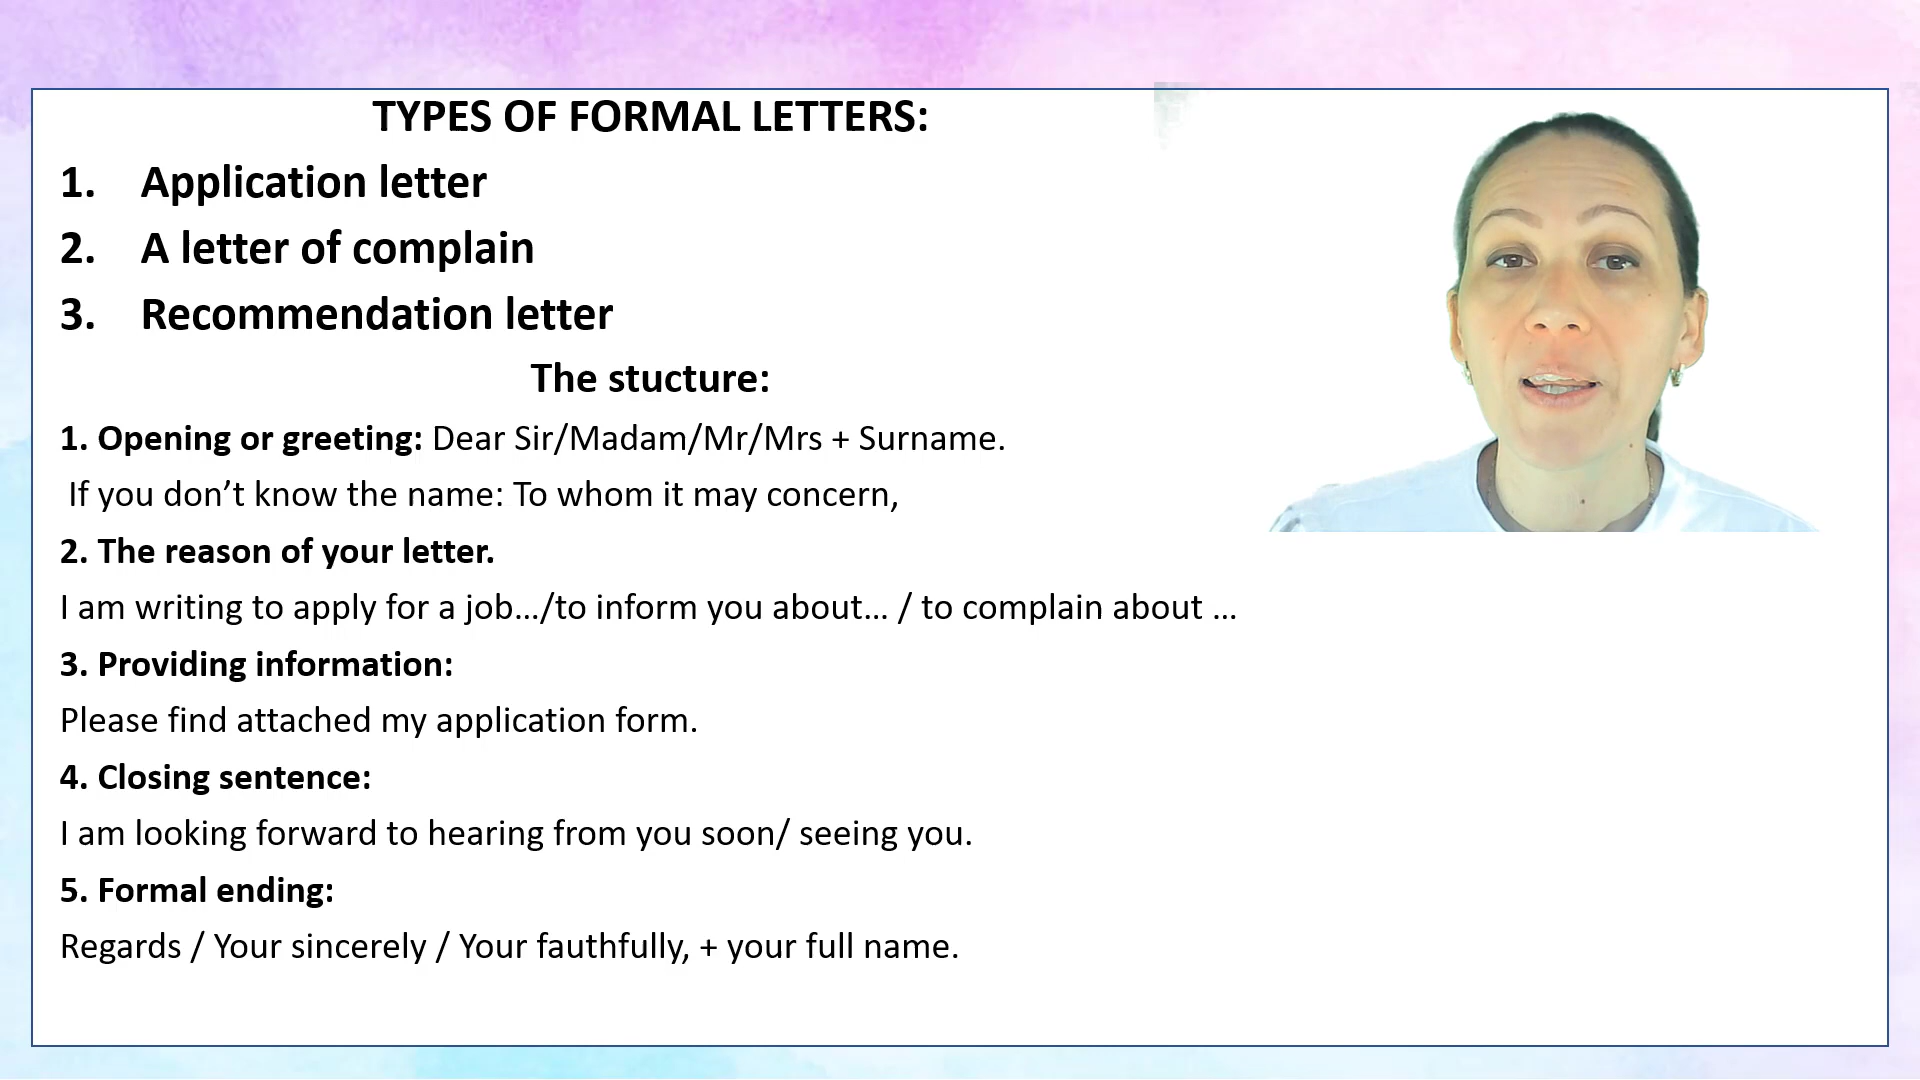 TYPES OF FORMAL LETTERS:
1. Application letter
2. A letter of complain
3. Recommendation letter
The stucture:
1. Opening or greeting: Dear Sir/Madam/Mr/Mrs + Surname.
If you don’t know the name: To whom it may concern,
2. The reason of your letter.
I am writing to apply for a job…/to inform you about… / to complain about …
3. Providing information:
Please find attached my application form.
4. Closing sentence:
I am looking forward to hearing from you soon/ seeing you.
5. Formal ending:
Regards / Your sincerely / Your fauthfully, + your full name.